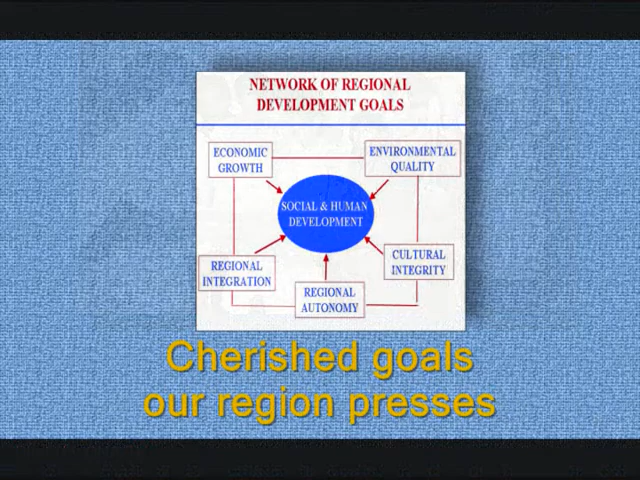 NETWORK OF REGIONAL
DEVELOPMENT GOALS
ECONOMIC
GROWTH
ENVIRONMENTAL
QUALITY
SOCIAL & HUMAN
DEVELOPMENT
REGIONAL
INTEGRATION
CULTURAL
INTEGRITY
REGIONAL
AUTONOMY
Cherished goals
our region presses